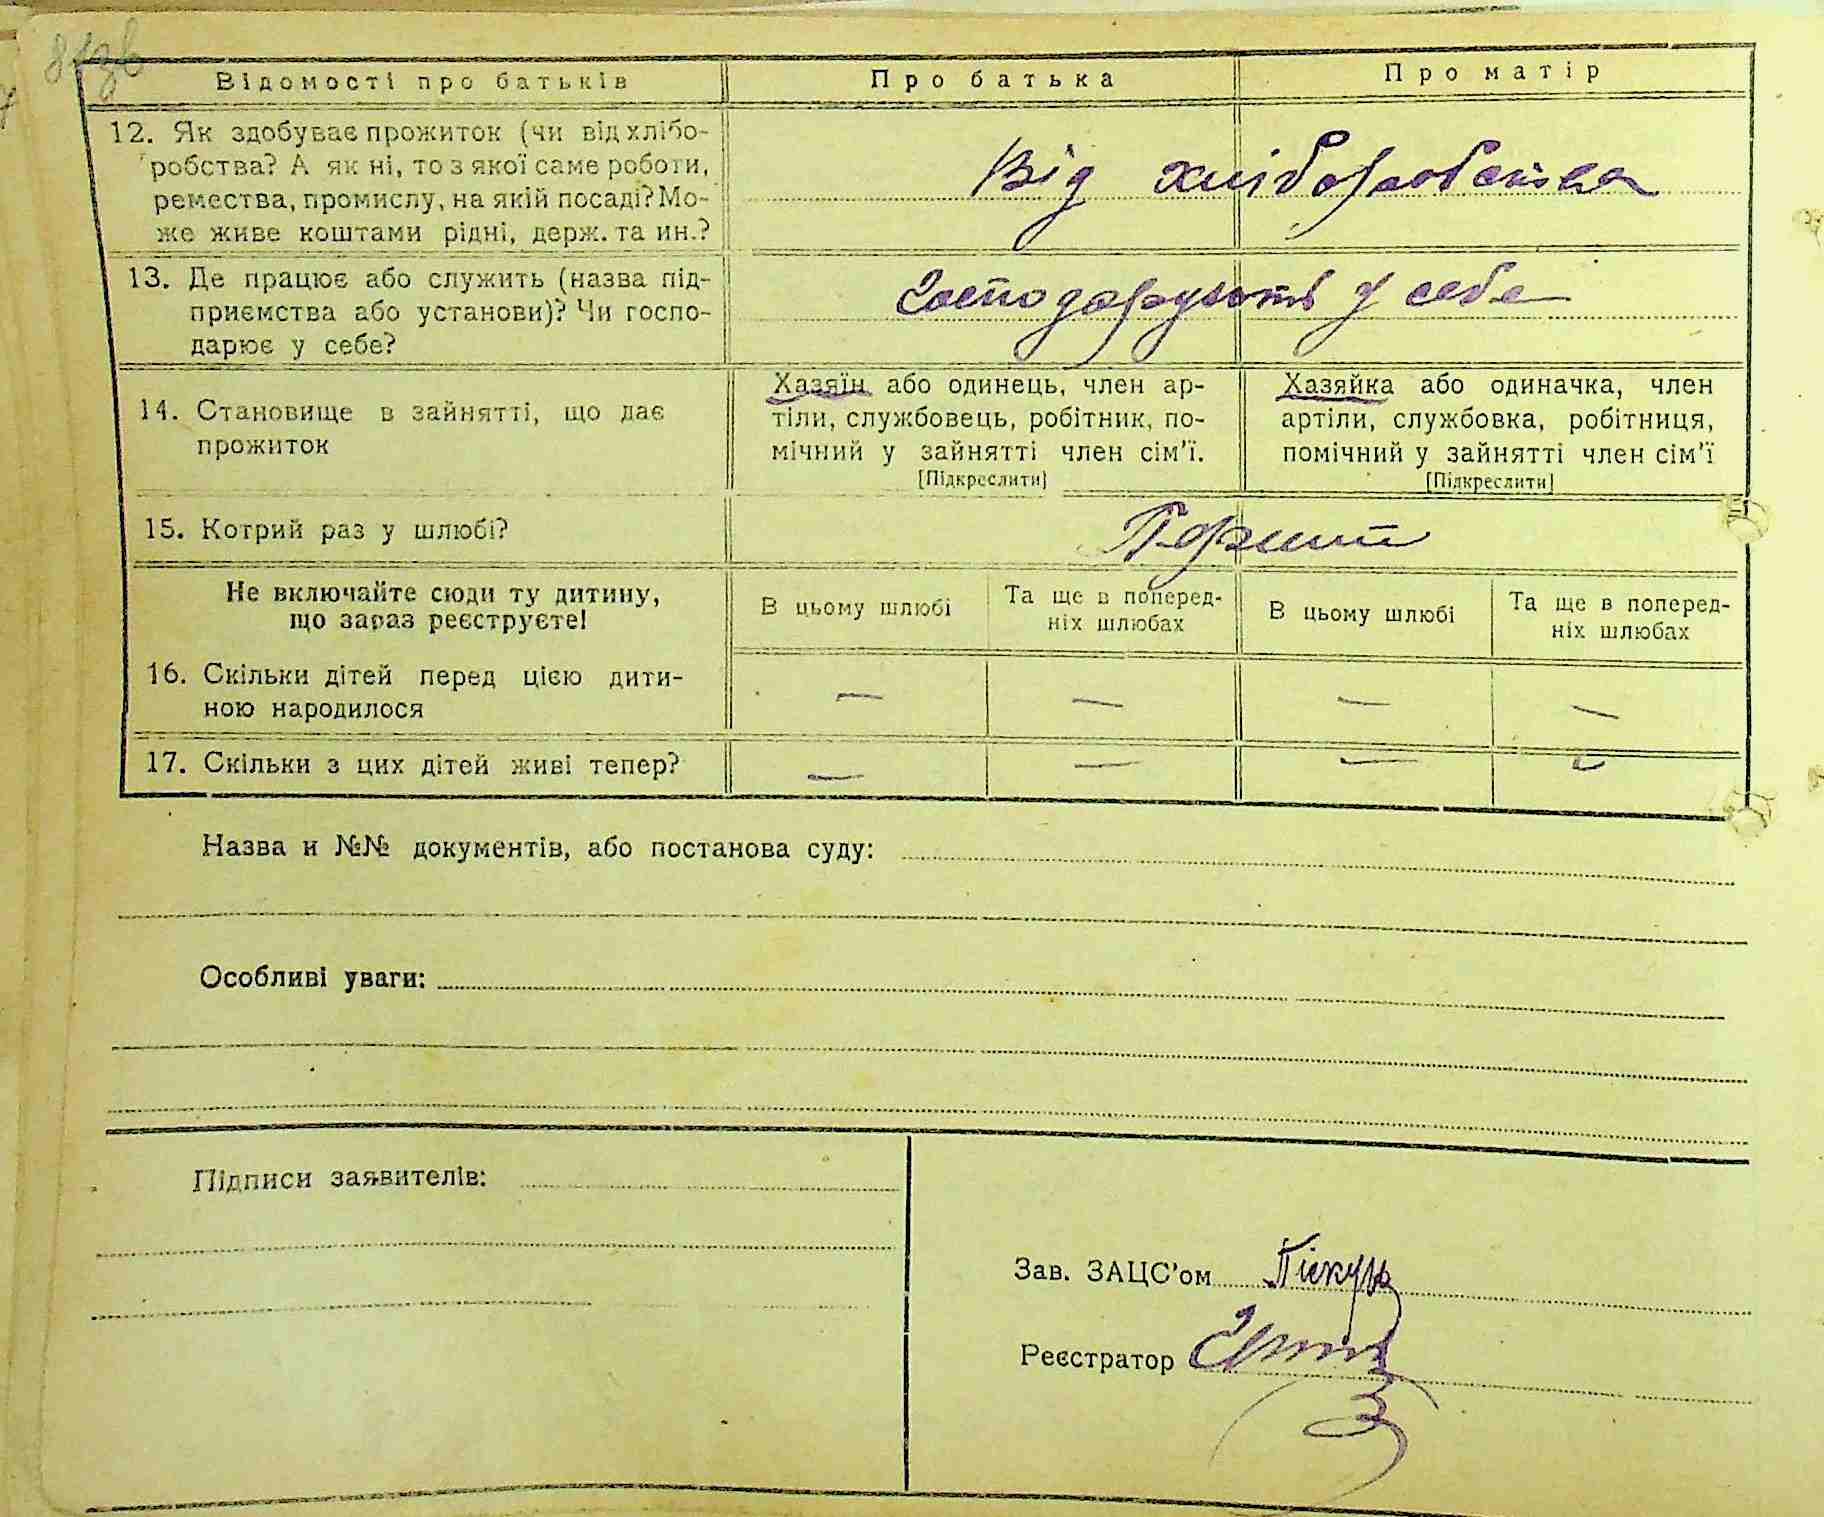 81зв
Відомості про батьків Про батька Про матір
12. Як здобуває прожиток (чи від хлібо-
робства? А як ні, то з якої саме роботи,
ремества, промислу, на якій посаді? Мо-
же живе коштами рідні, держ. та ин.?
Від хліборобства
13. Де працює або служить (назва під-
приємства або установи)? Чи госпо-
дарює у себе?
Господарують у себе
14. Становище в зайнятті, що дає
прожиток
Хазяїн або одинець, член ар-
тіли, службовець, робітник, по-
мічний у зайнятті член сім'ї.
[Підкреслити]
Хазяйка або одиначка, член
артіли, службовка, робітниця,
помічний у зайнятті член сім'ї
[Підкреслити]
15. Котрий раз у шлюбі?
Не включайте сюди ту дитину,
що зараз реєструєте!
В цьому шлюбі
Та ще в поперед-
ніх шлюбах
В цьому шлюбі
Та ще в поперед-
ніх шлюбах
16. Скільки дітей перед цією дити-
ною народилося
— — — —
17. Скільки з цих дітей живі тепер?
— — — —
Назва и №№ документів, або постанова суду:
Особливі уваги:
Підписи заявителів:
Зав. ЗАЦС'ом Піскун
Реєстратор